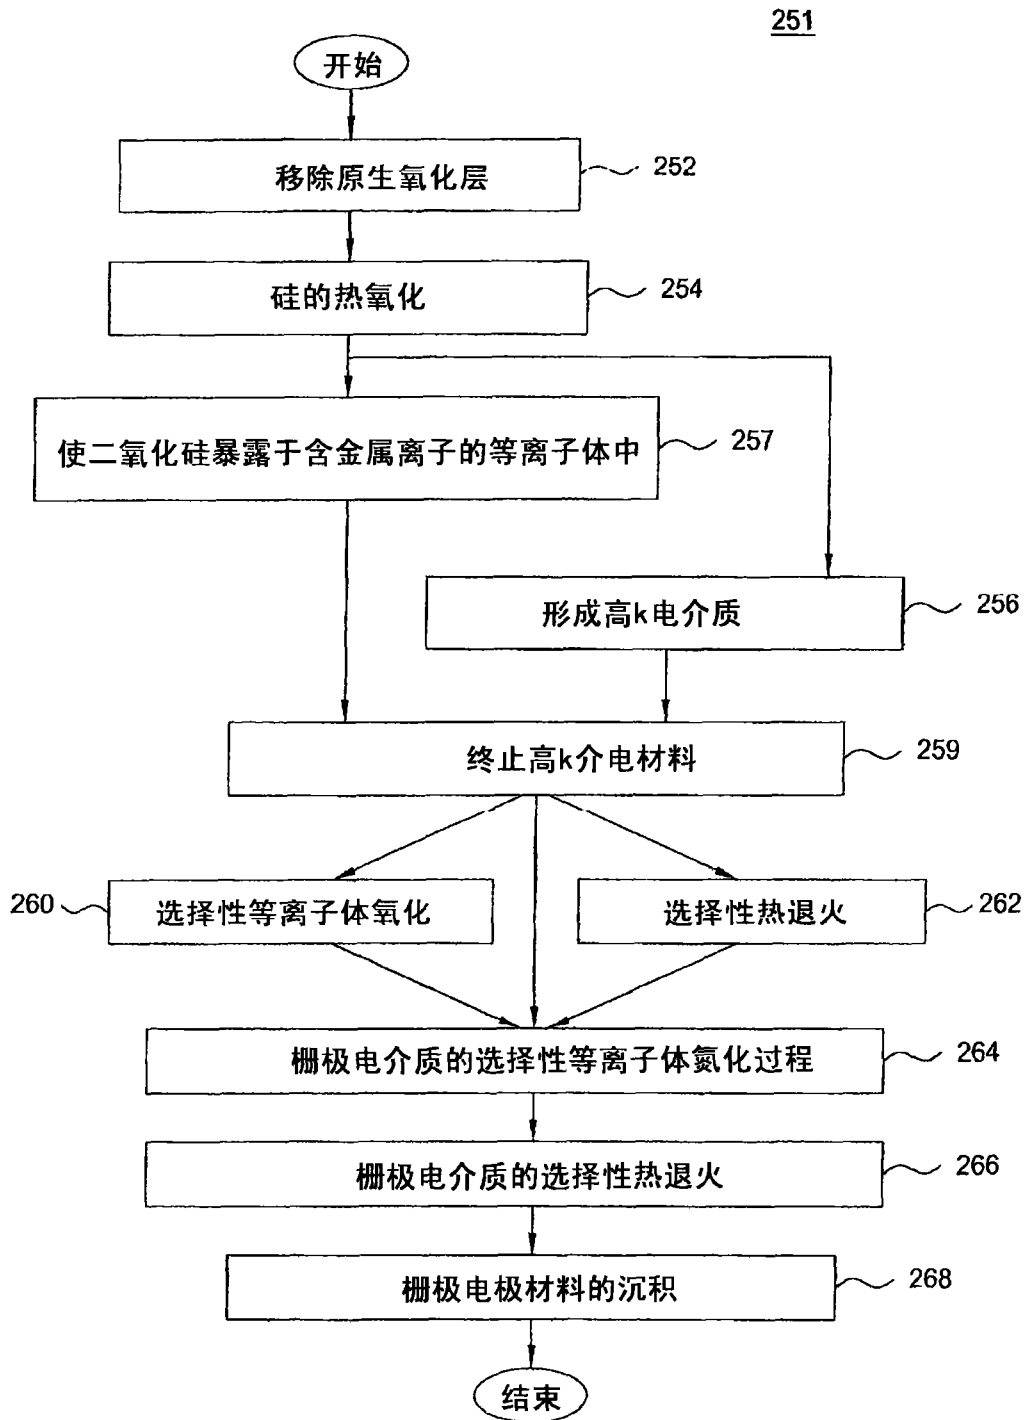 251
开始
移除原生氧化层
252
硅的热氧化
254
使二氧化硅暴露于含金属离子的等离子体中
257
形成高k电介质
256
终止高k介电材料
259
260
选择性等离子体氧化
选择性热退火
262
栅极电介质的选择性等离子体氮化过程
264
栅极电介质的选择性热退火
266
栅极电极材料的沉积
268
结束